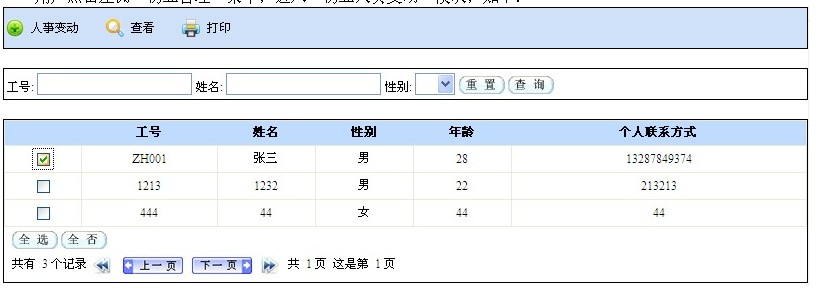 人事变动 查看 打印
工号: 姓名: 性别: 重 置 查 询
工号 姓名 性别 年龄 个人联系方式
ZH001 张三 男 28 13287849374
1213 1232 男 22 213213
444 44 女 44 44
全 选 全 否
共有 3个记录 上一页 下一页 共 1页 这是第 1页